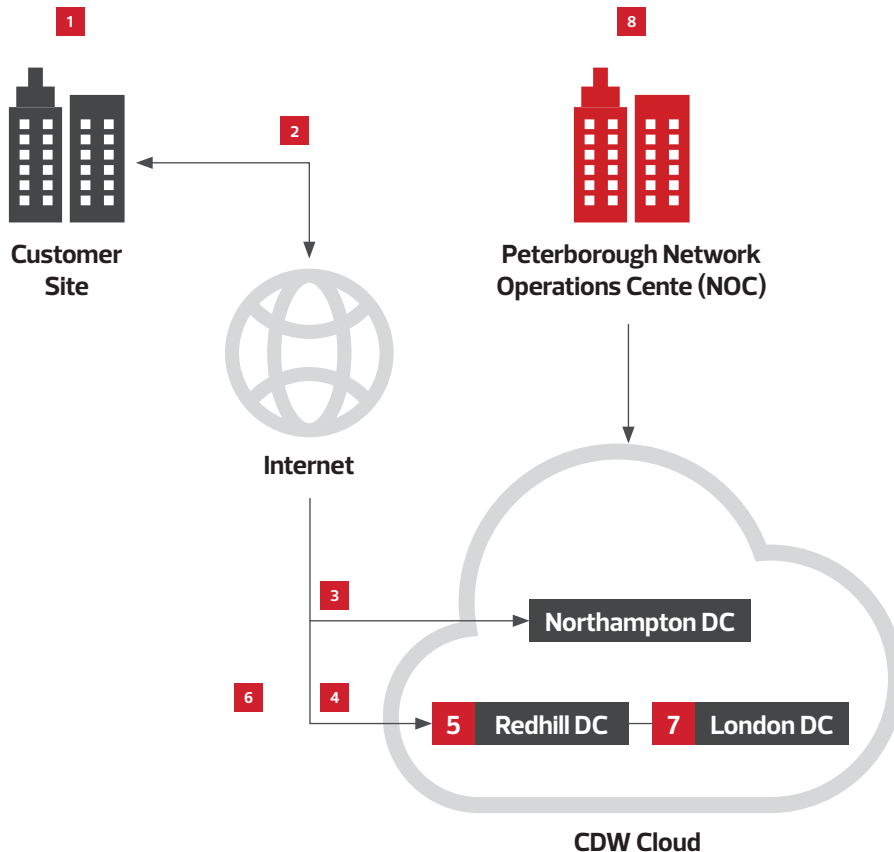 1
8
2
Customer
Site
Peterborough Network
Operations Cente (NOC)
Internet
3
Northampton DC
6
4
5 Redhill DC
7 London DC
CDW Cloud